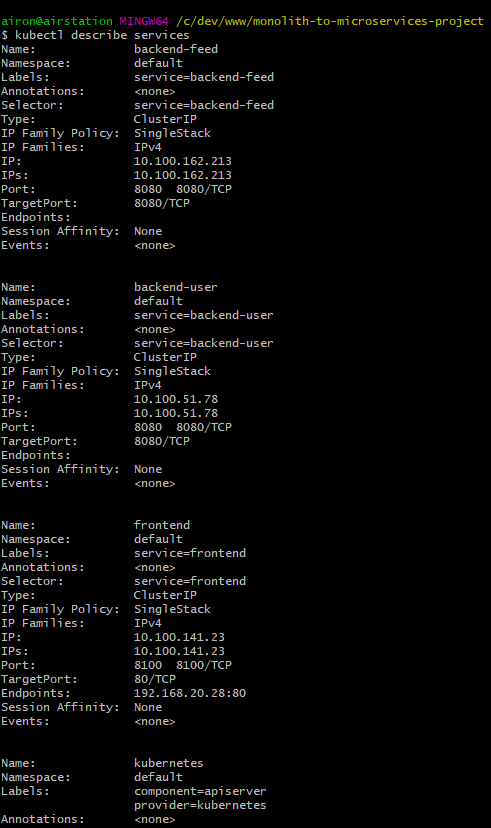 airon@airstation MINGW64 /c/dev/www/monolith-to-microservices-project
$ kubectl describe services
Name: backend-feed
Namespace: default
Labels: service=backend-feed
Annotations: <none>
Selector: service=backend-feed
Type: ClusterIP
IP Family Policy: SingleStack
IP Families: IPv4
IP: 10.100.162.213
IPs: 10.100.162.213
Port: 8080 8080/TCP
TargetPort: 8080/TCP
Endpoints:
Session Affinity: None
Events: <none>
Name: backend-user
Namespace: default
Labels: service=backend-user
Annotations: <none>
Selector: service=backend-user
Type: ClusterIP
IP Family Policy: SingleStack
IP Families: IPv4
IP: 10.100.51.78
IPs: 10.100.51.78
Port: 8080 8080/TCP
TargetPort: 8080/TCP
Endpoints:
Session Affinity: None
Events: <none>
Name: frontend
Namespace: default
Labels: service=frontend
Annotations: <none>
Selector: service=frontend
Type: ClusterIP
IP Family Policy: SingleStack
IP Families: IPv4
IP: 10.100.141.23
IPs: 10.100.141.23
Port: 8100 8100/TCP
TargetPort: 80/TCP
Endpoints: 192.168.20.28:80
Session Affinity: None
Events: <none>
Name: kubernetes
Namespace: default
Labels: component=apiserver
provider=kubernetes
Annotations: <none>